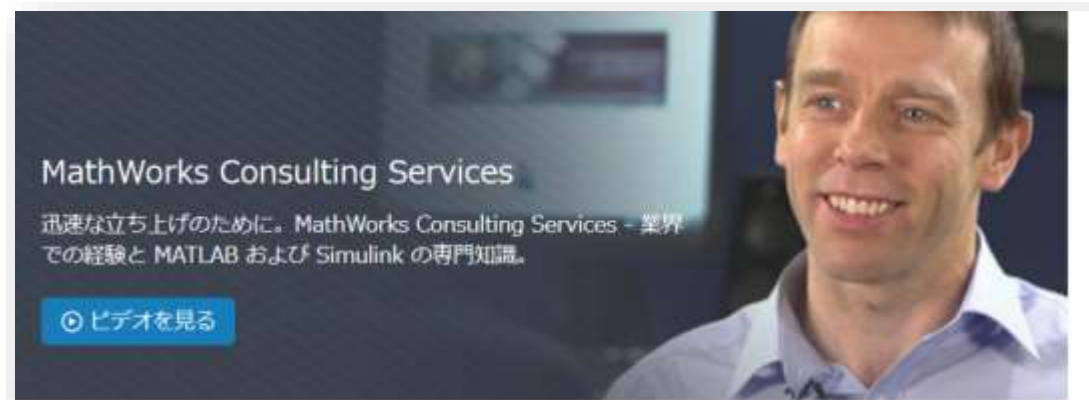 MathWorks Consulting Services
迅速な立ち上げのために。MathWorks Consulting Services - 業界
での経験と MATLAB および Simulink の専門知識。
ビデオを見る